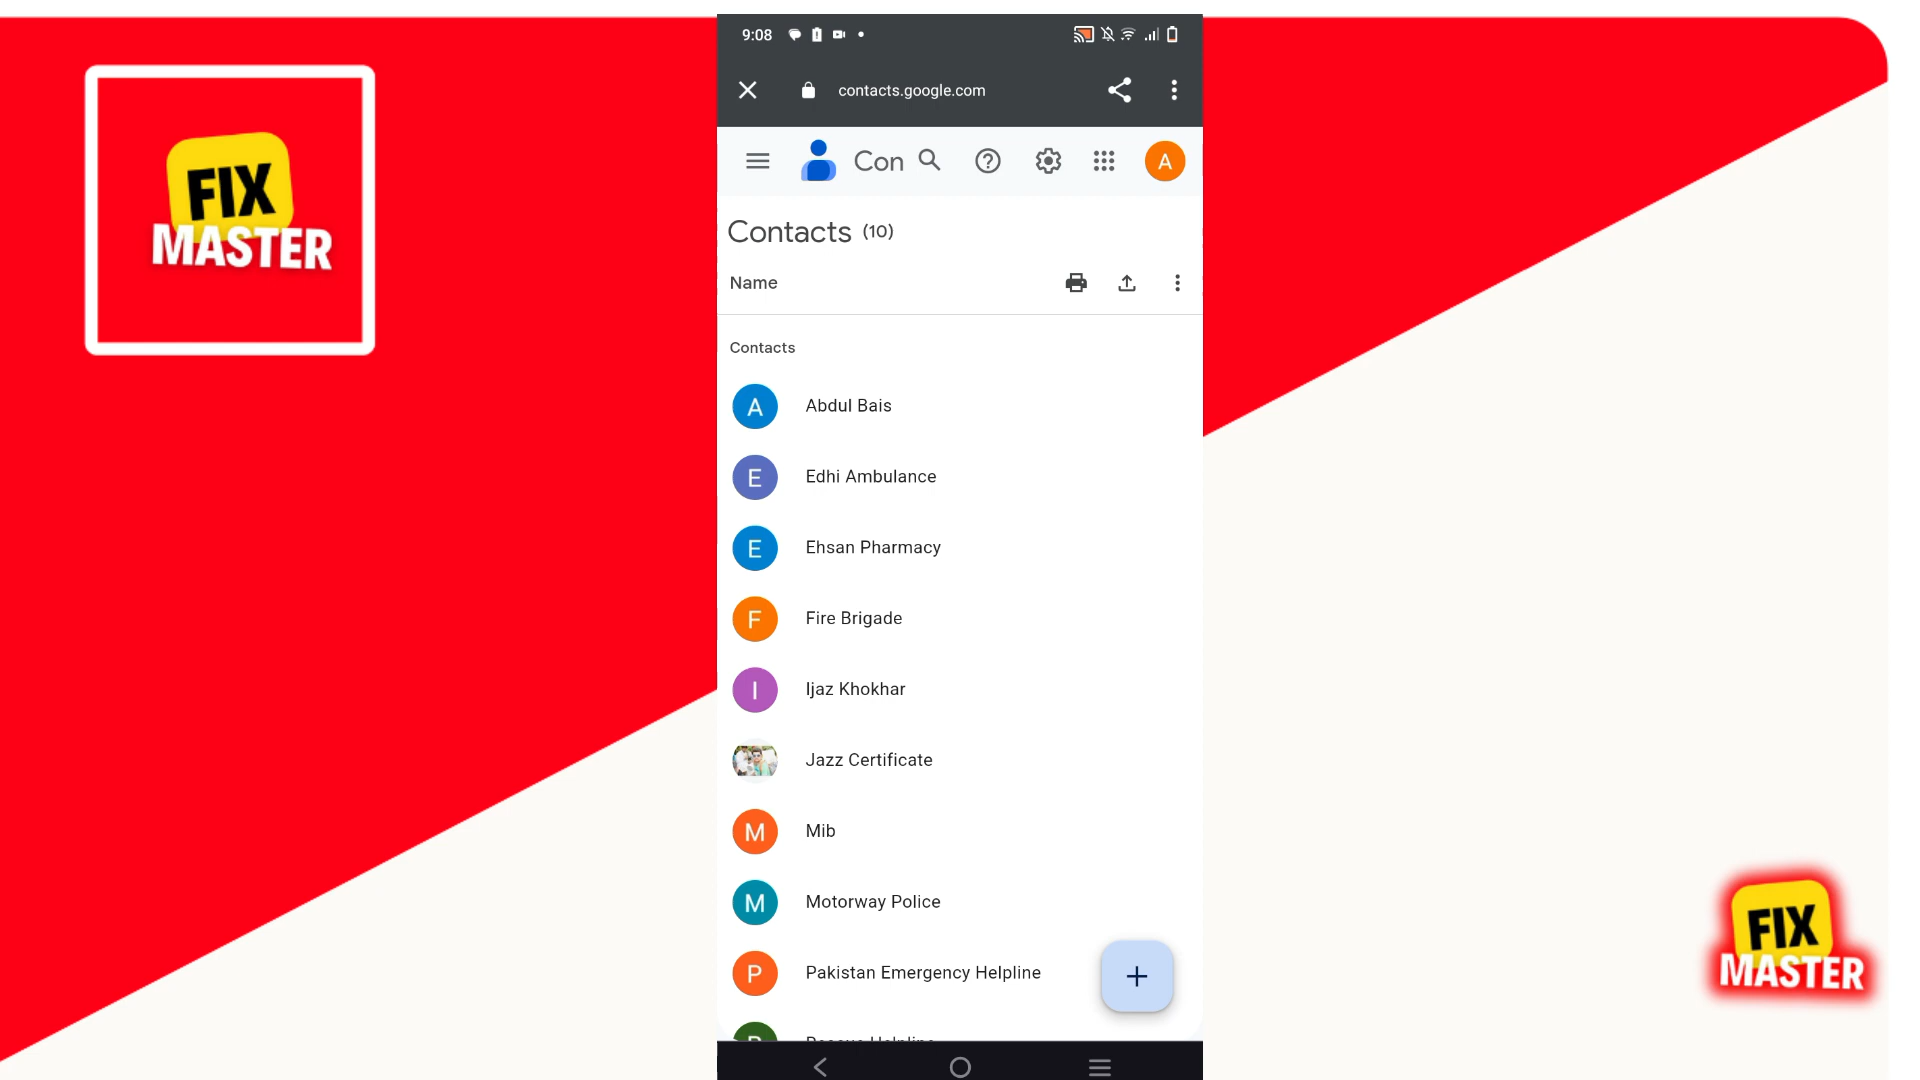 FIX
MASTER
9:08
contacts.google.com
Con
A
Contacts (10)
Name
Contacts
A Abdul Bais
E Edhi Ambulance
E Ehsan Pharmacy
F Fire Brigade
I Ijaz Khokhar
Jazz Certificate
M Mib
M Motorway Police
P Pakistan Emergency Helpline
FIX
MASTER